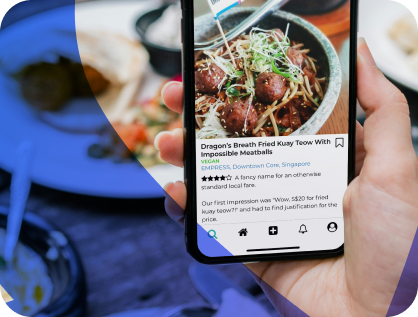 Dragon's Breath Fried Kuay Teow With
Impossible Meatballs
VEGAN
EMPRESS, Downtown Core, Singapore
A fancy name for an otherwise
standard local fare.
Our first impression was "Wow, S$20 for fried
kuay teow?!" and had to find justification for the
price.